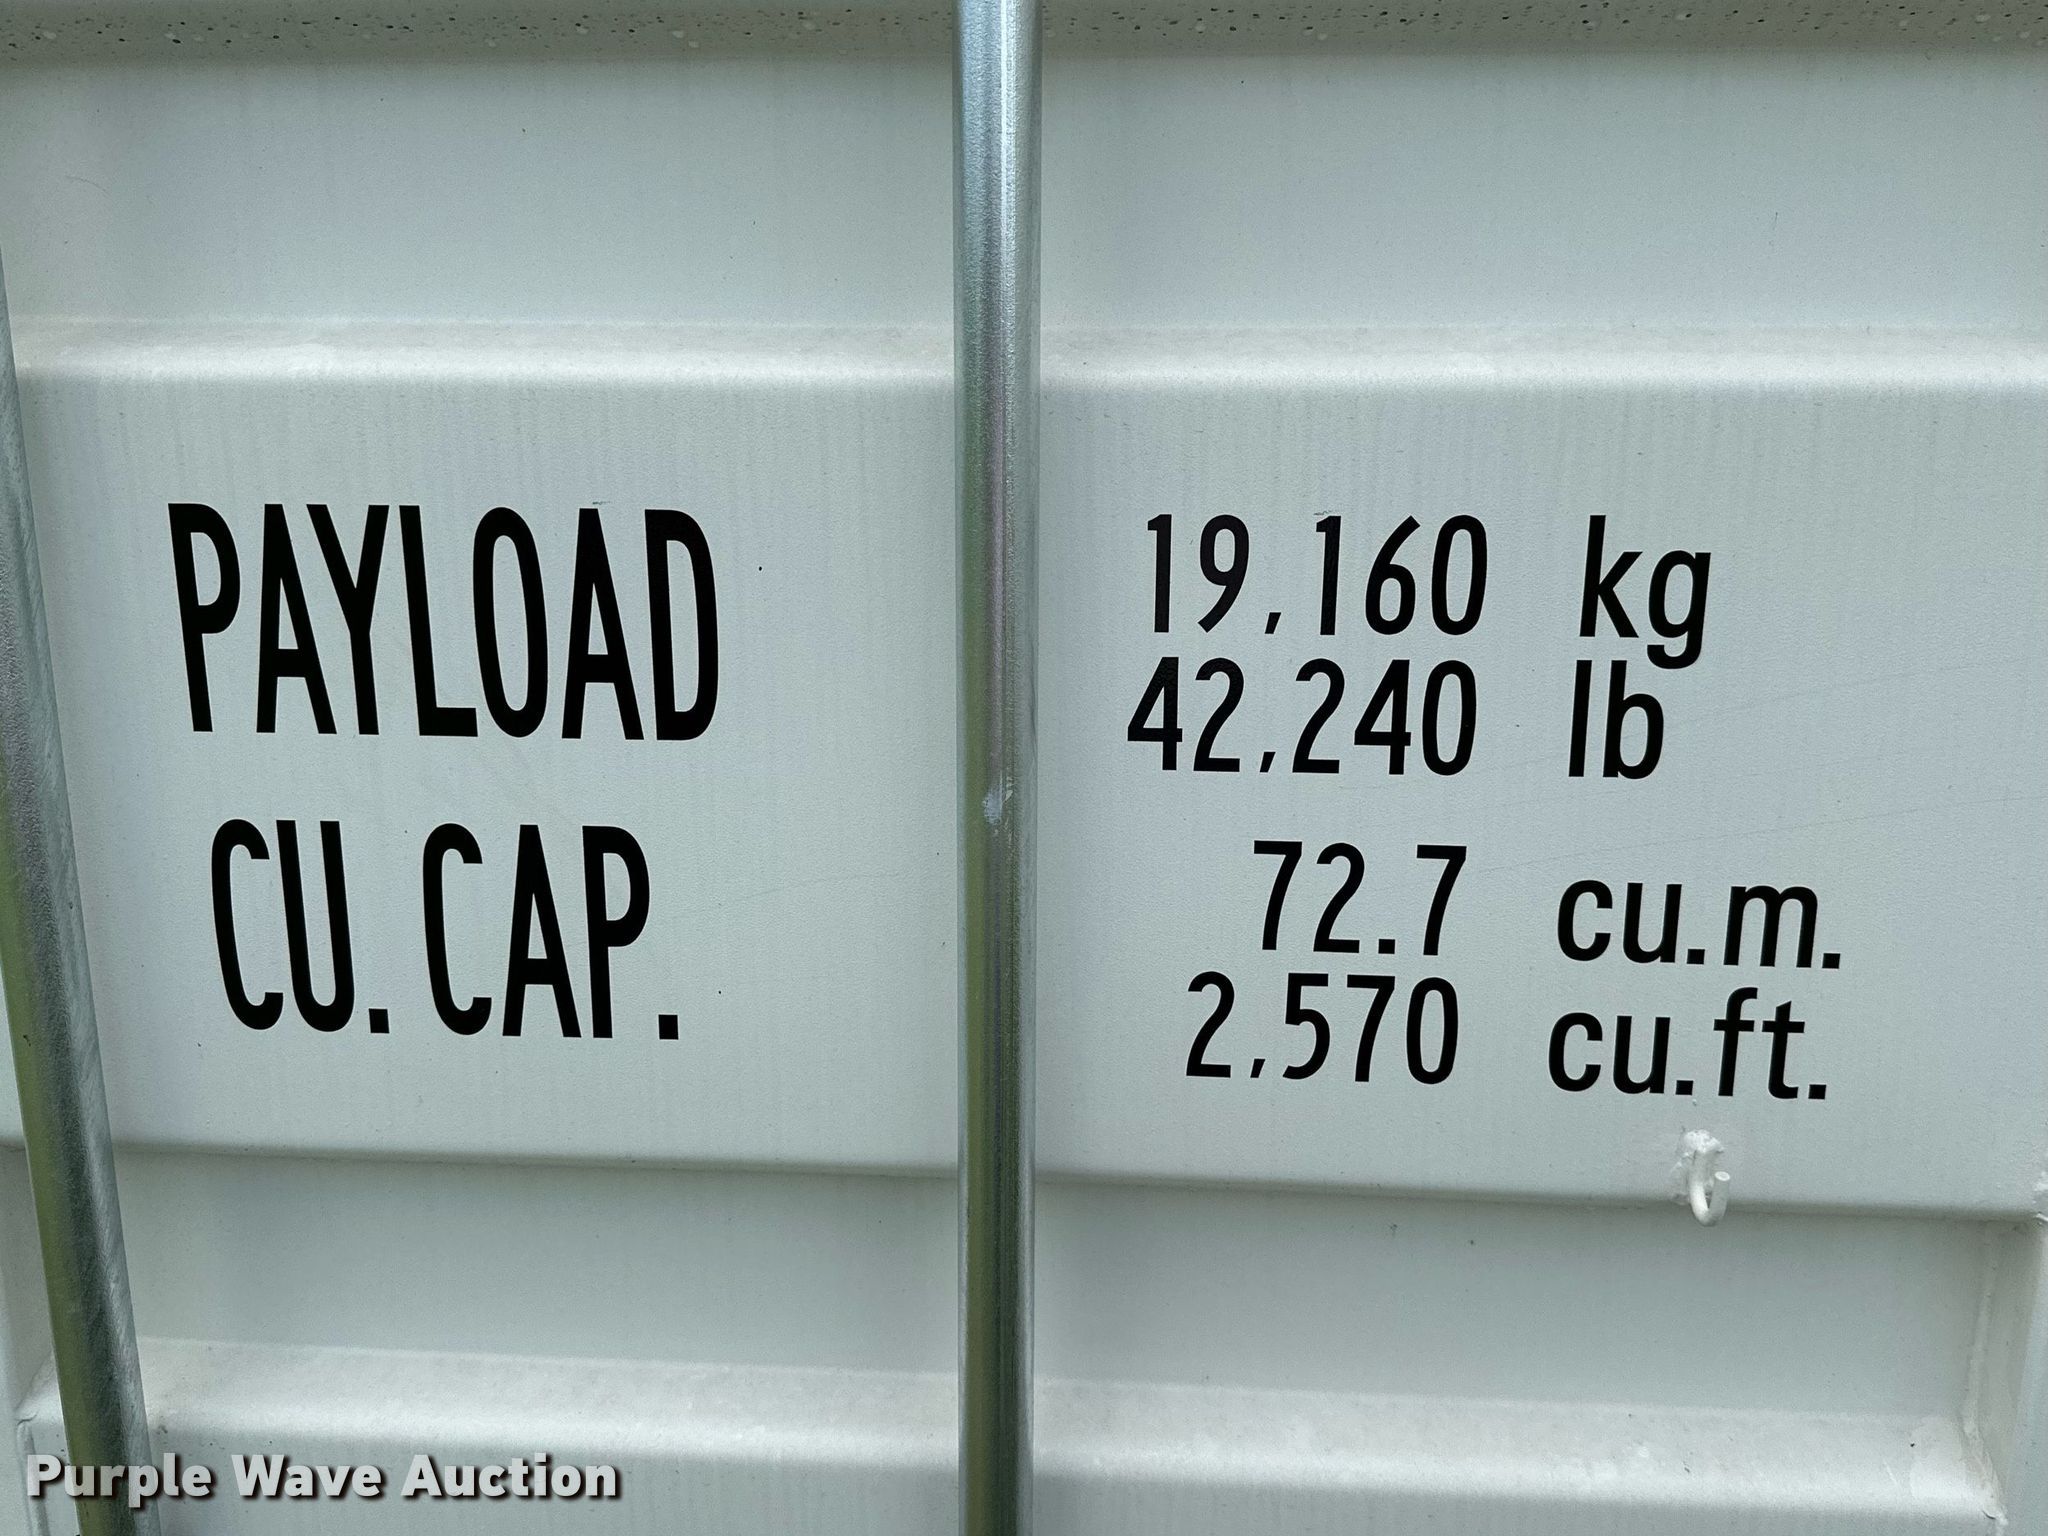 PAYLOAD 19,160 kg
42,240 lb
CU. CAP. 72.7 cu.m.
2,570 cu.ft.
Purple Wave Auction